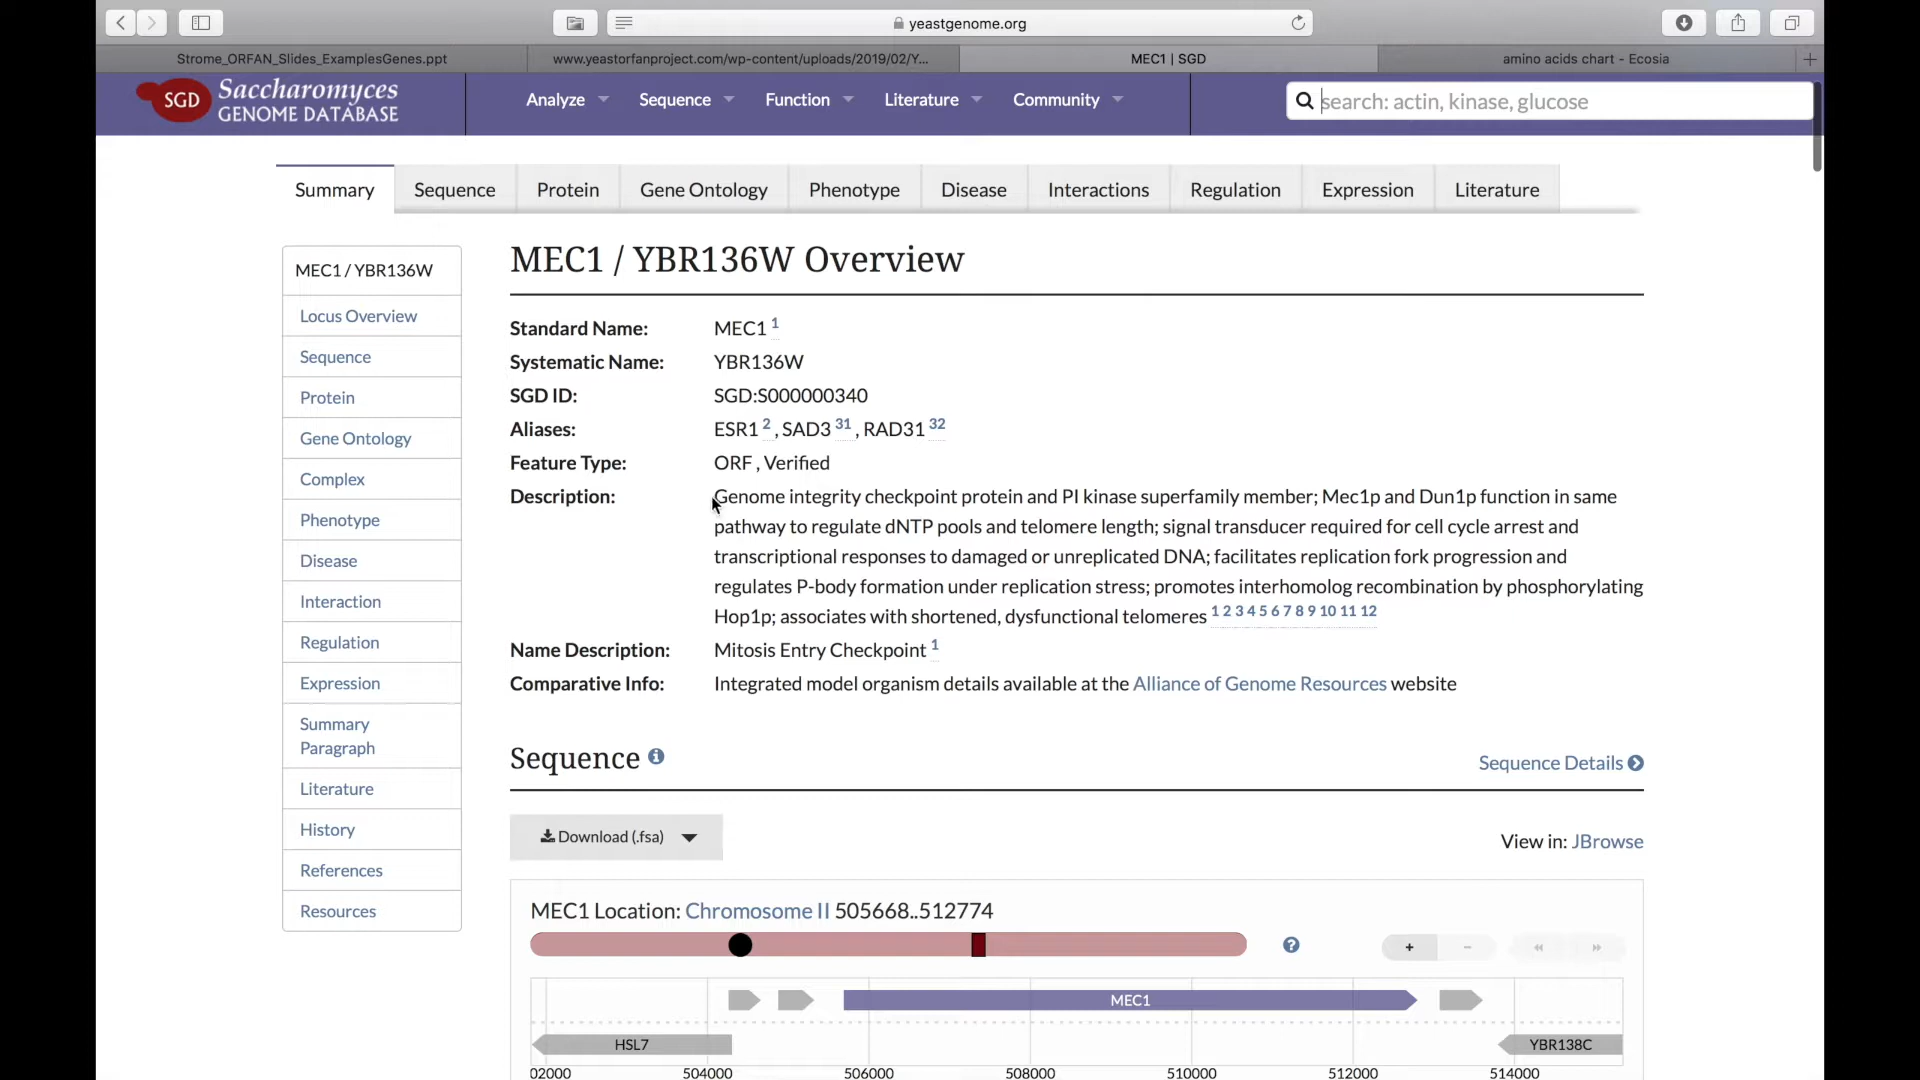 yeastgenome.org
Strome_ORFAN_Slides_ExamplesGenes.ppt
www.yeastorfanproject.com/wp-content/uploads/2019/02/Y...
MEC1 | SGD
amino acids chart - Ecosia
SGD
Saccharomyces
GENOME DATABASE
Analyze
Sequence
Function
Literature
Community
search: actin, kinase, glucose
Summary
Sequence
Protein
Gene Ontology
Phenotype
Disease
Interactions
Regulation
Expression
Literature
MEC1 / YBR136W
Locus Overview
Sequence
Protein
Gene Ontology
Complex
Phenotype
Disease
Interaction
Regulation
Expression
Summary
Paragraph
Literature
History
References
Resources
MEC1 / YBR136W Overview
Standard Name: MEC1 1
Systematic Name: YBR136W
SGD ID: SGD:S000000340
Aliases: ESR1 2 , SAD3 31 , RAD31 32
Feature Type: ORF , Verified
Description: Genome integrity checkpoint protein and PI kinase superfamily member; Mec1p and Dun1p function in same
pathway to regulate dNTP pools and telomere length; signal transducer required for cell cycle arrest and
transcriptional responses to damaged or unreplicated DNA; facilitates replication fork progression and
regulates P-body formation under replication stress; promotes interhomolog recombination by phosphorylating
Hop1p; associates with shortened, dysfunctional telomeres 1 2 3 4 5 6 7 8 9 10 11 12
Name Description: Mitosis Entry Checkpoint 1
Comparative Info: Integrated model organism details available at the Alliance of Genome Resources website
Sequence
Sequence Details
Download (.fsa)
View in: JBrowse
MEC1 Location: Chromosome II 505668..512774
MEC1
HSL7
YBR138C
02000 504000 506000 508000 510000 512000 514000